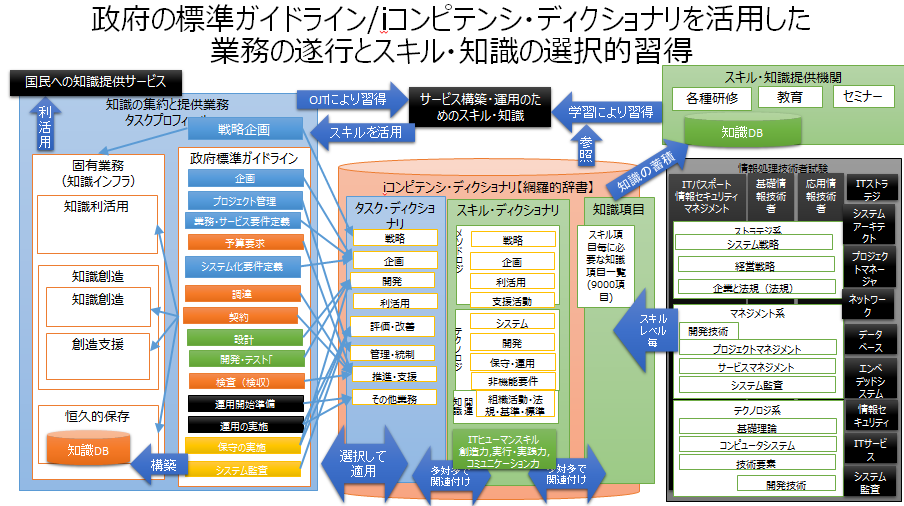 政府の標準ガイドライン/iコンピテンシ・ディクショナリを活用した
業務の遂行とスキル・知識の選択的習得
国民への知識提供サービス
利活用
知識の集約と提供業務
タスクプロフィ
戦略企画
固有業務
(知識インフラ)
知識利活用
知識創造
知識創造
創造支援
恒久的保存
知識DB
構築
政府標準ガイドライン
企画
プロジェクト管理
業務・サービス要件定義
予算要求
システム化要件定義
調達
契約
設計
開発・テスト
検査(検収)
運用開始準備
運用の実施
保守の実施
システム監査
OJTにより習得
スキルを活用
サービス構築・運用のた
めのスキル・知識
学習により習得
参照
知識の蓄積
スキル・知識提供機関
各種研修
教育
セミナー
知識DB
iコンピテンシ・ディクショナリ【網羅的辞書】
タスク・ディクショ
ナリ
戦略
企画
開発
利活用
評価・改善
管理・統制
推進・支援
その他業務
スキル・ディクショナリ
メソドロジ
戦略
企画
利活用
支援活動
テクノロジ
システム
開発
保守・運用
非機能要件
関連知識
組織活動・法
規・基準・標準
ITヒューマンスキル
創造力,実行・実践力,
コミュニケーション力
知識項目
スキル項
目毎に必
要な知識
項目一覧
(9000項
目)
スキル
レベル
毎
選択して
適用
多対多で
関連付け
多対多で
関連付け
情報処理技術者試験
ITパスポート
情報セキュリティ
マネジメント
基礎情
報技術
者
応用情
報技術
者
ITストラ
テジ
システム
アーキテ
クト
プロジェク
トマネー
ジャ
ネットワー
ク
データ
ベース
エンベ
デッドシス
テム
情報セ
キュリティ
ITサービ
ス
システム
監査
ストラテジ系
システム戦略
経営戦略
企業と法規(法規)
マネジメント系
開発技術
プロジェクトマネジメント
サービスマネジメント
システム監査
テクノロジ系
基礎理論
コンピュータシステム
技術要素
開発技術